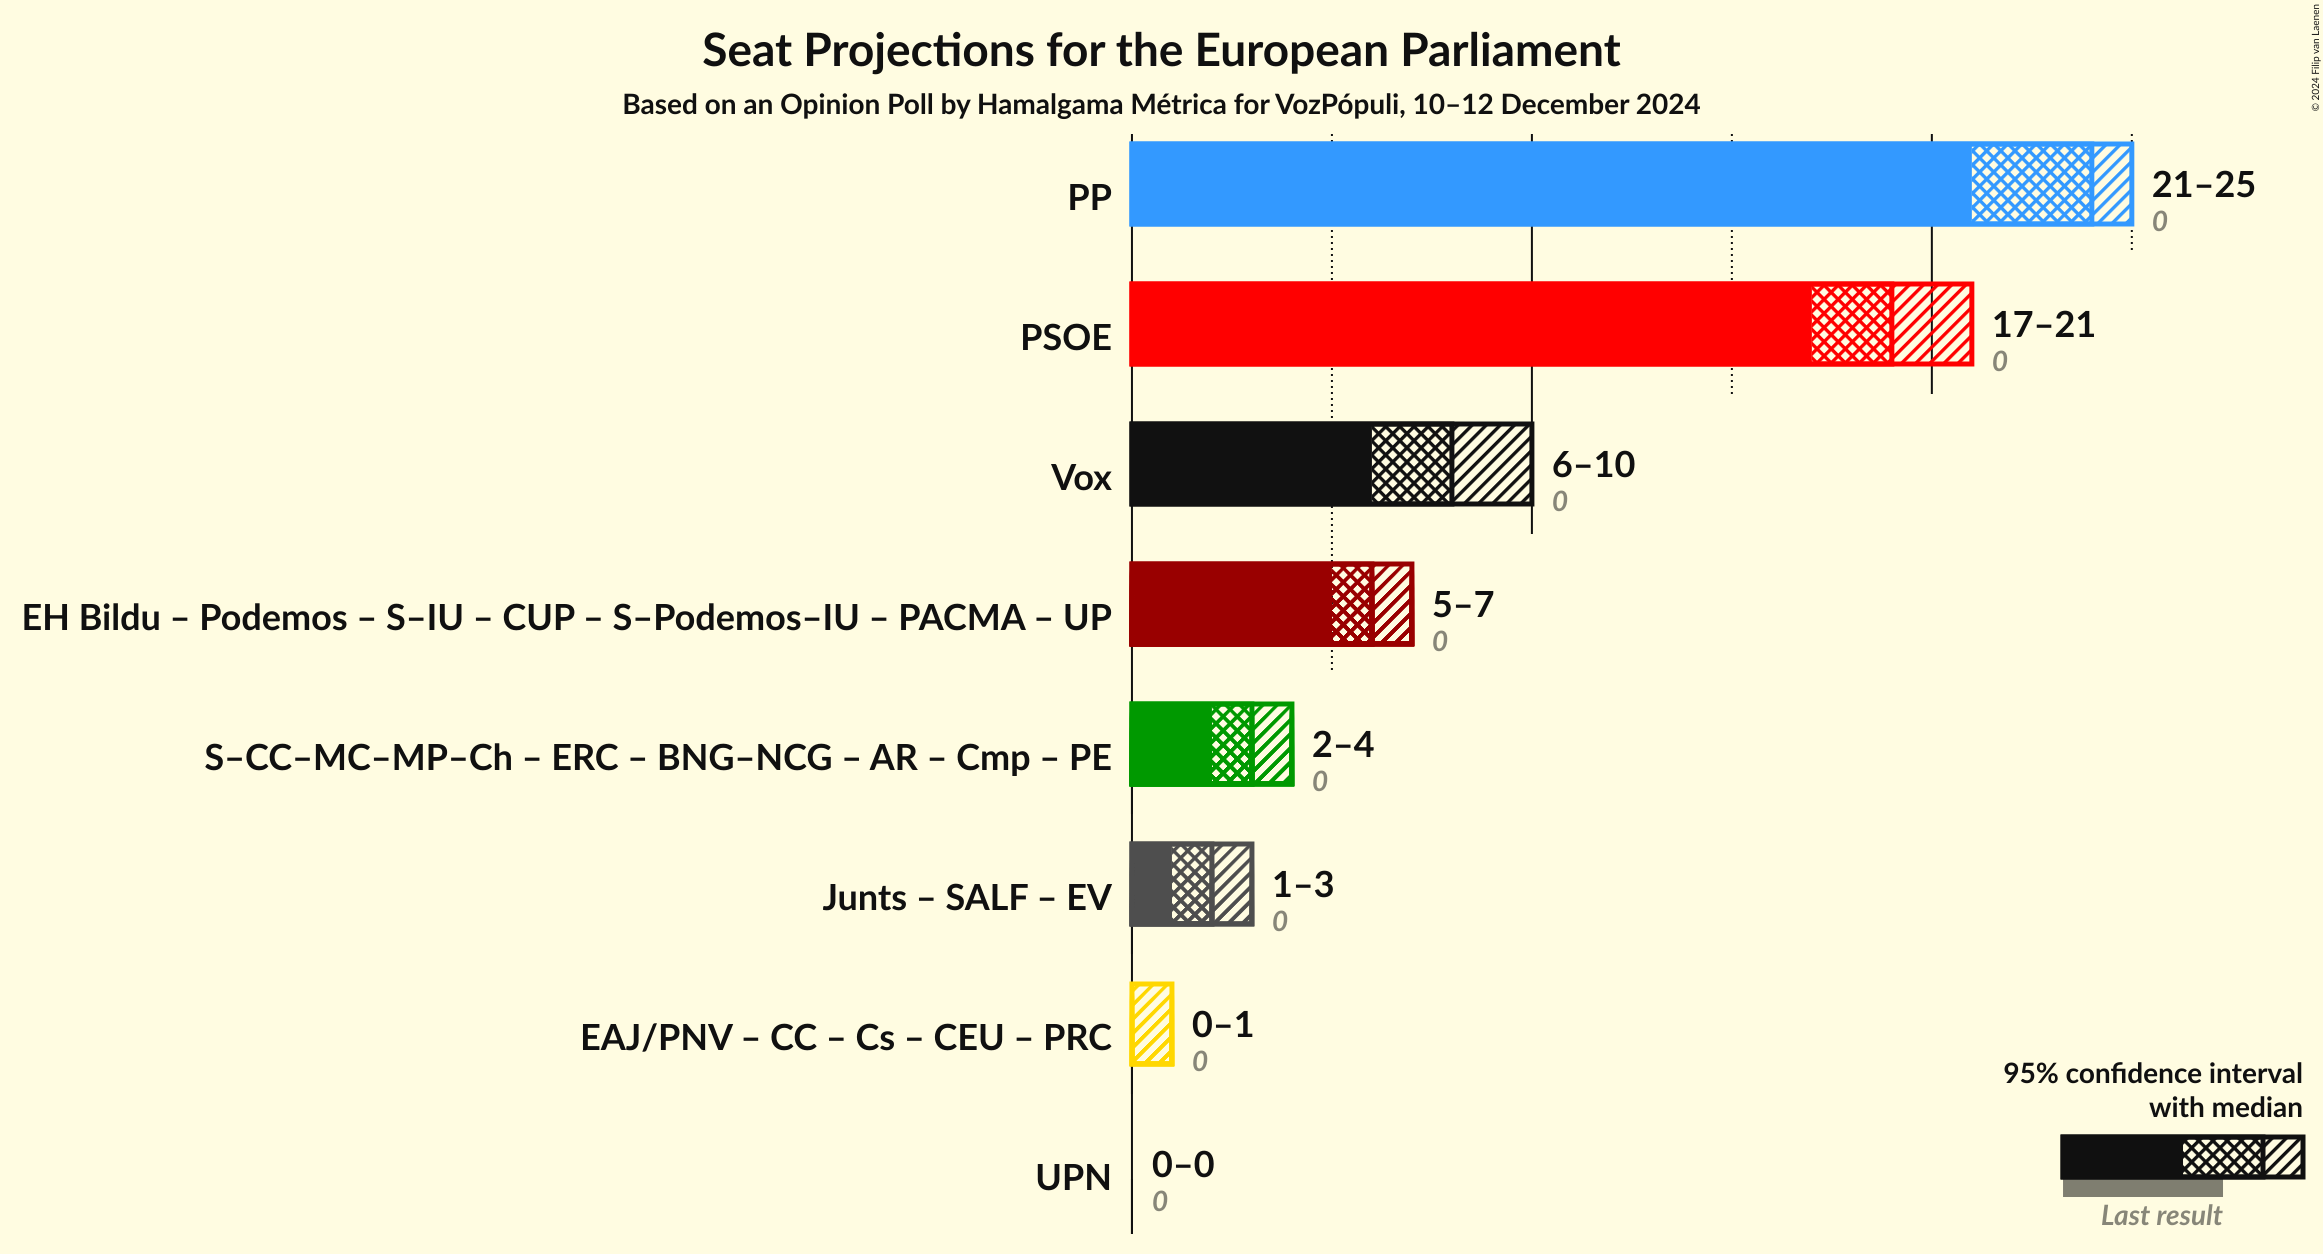 Seat Projections for the European Parliament
Based on an Opinion Poll by Hamalgama Métrica for VozPópuli, 10–12 December 2024
© 2024 Filip van Laenen
PP
21–25
0
PSOE
17–21
0
Vox
6–10
0
EH Bildu – Podemos – S–IU – CUP – S–Podemos–IU – PACMA – UP
5–7
0
S–CC–MC–MP–Ch – ERC – BNG–NCG – AR – Cmp – PE
2–4
0
Junts – SALF – EV
1–3
0
EAJ/PNV – CC – Cs – CEU – PRC
0–1
0
UPN
0–0
0
95% confidence interval
with median
Last result